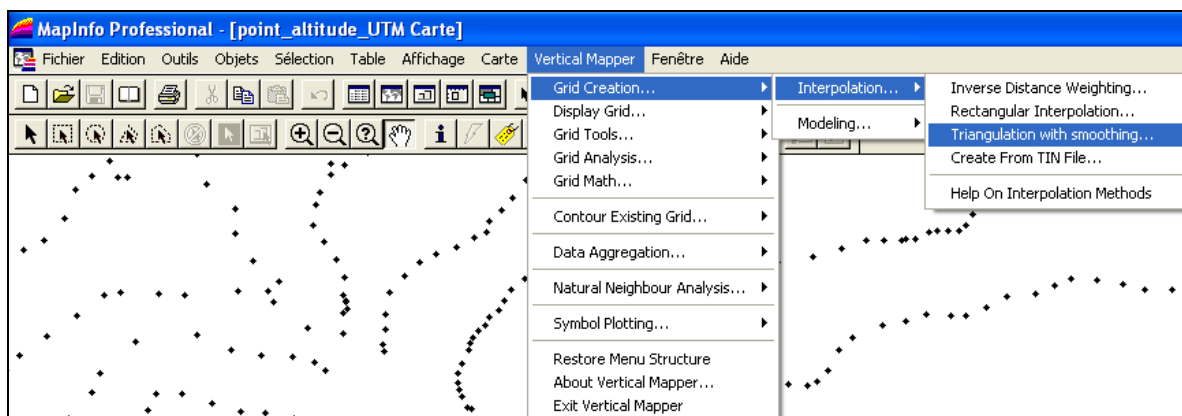 MapInfo Professional - [point_altitude_UTM Carte]
Fichier Edition Outils Objets Sélection Table Affichage Carte Vertical Mapper Fenêtre Aide
Grid Creation...
Display Grid...
Grid Tools...
Grid Analysis...
Grid Math...
Contour Existing Grid...
Data Aggregation...
Natural Neighbour Analysis...
Symbol Plotting...
Restore Menu Structure
About Vertical Mapper...
Exit Vertical Mapper
Interpolation...
Modeling...
Inverse Distance Weighting...
Rectangular Interpolation...
Triangulation with smoothing...
Create From TIN File...
Help On Interpolation Methods